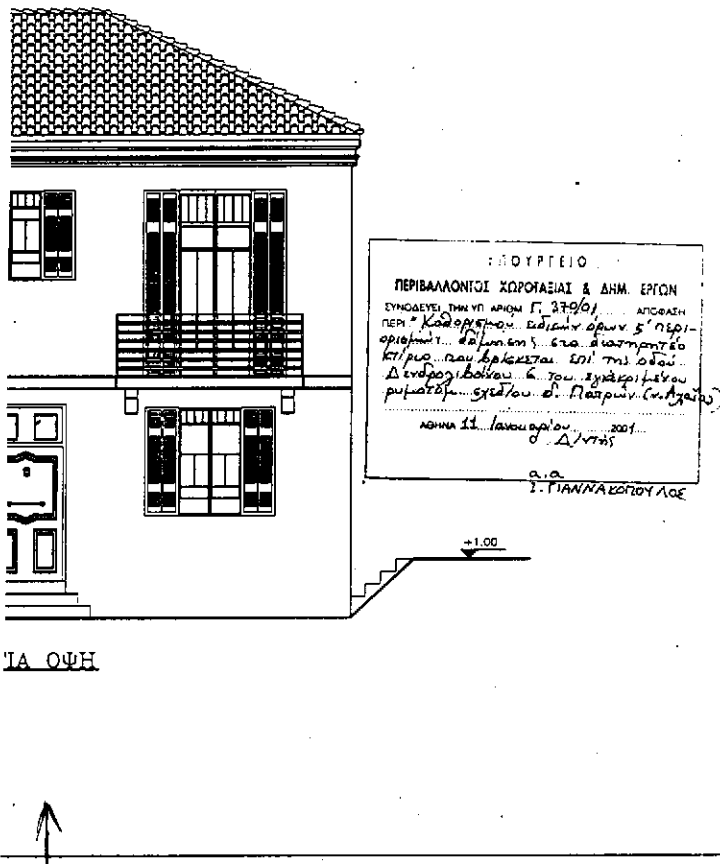 ΥΠΟΥΡΓΕΙΟ
ΠΕΡΙΒΑΛΛΟΝΤΟΣ ΧΩΡΟΤΑΞΙΑΣ & ΔΗΜ. ΕΡΓΩΝ
ΣΥΝΟΔΕΥΕΙ ΤΗΝ ΥΠ ΑΡΙΘΜ Γ. 379/01 ΑΠΟΦΑΣΗ
ΠΕΡΙ "Καθορισμού ειδικών όρων & περι-
ορισμών δόμησης στο διατηρητέο
κτίριο που βρίσκεται επί της οδού
6 του εγκεκριμένου
ρυμοτομ. σχεδίου δ. Πατρών (ν. Αχαΐας)
ΑΘΗΝΑ 11 Ιανουαρίου 2001
ο Δ/ντής
α.α
Σ. ΓΙΑΝΝΑΚΟΠΟΥΛΟΣ
+1.00
ΙΑ ΟΨΗ